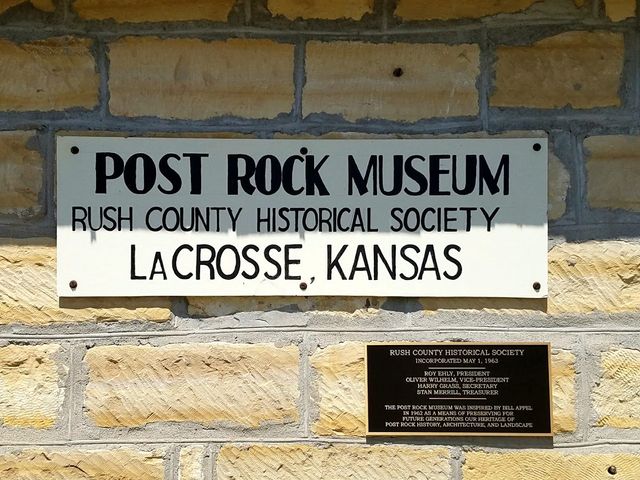 POST ROCK MUSEUM
RUSH COUNTY HISTORICAL SOCIETY
LACROSSE, KANSAS
RUSH COUNTY HISTORICAL SOCIETY
INCORPORATED MAY 1, 1963
ROY EHLY, PRESIDENT
OLIVER WILHELM, VICE-PRESIDENT
HARRY GRASS, SECRETARY
STAN MERRILL, TREASURER
THE POST ROCK MUSEUM WAS INSPIRED BY BILL APPEL
IN 1962 AS A MEANS OF PRESERVING FOR
FUTURE GENERATIONS OUR HERITAGE OF
POST ROCK HISTORY, ARCHITECTURE, AND LANDSCAPE